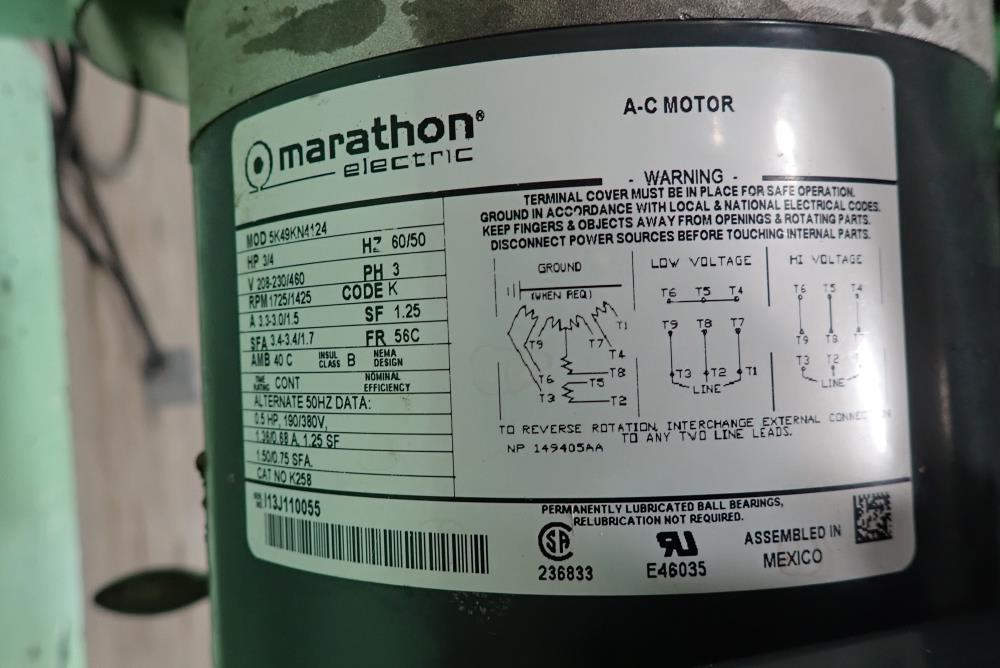 marathon®
electric
A-C MOTOR
- WARNING -
TERMINAL COVER MUST BE IN PLACE FOR SAFE OPERATION.
GROUND IN ACCORDANCE WITH LOCAL & NATIONAL ELECTRICAL CODES.
KEEP FINGERS & OBJECTS AWAY FROM OPENINGS & ROTATING PARTS.
DISCONNECT POWER SOURCES BEFORE TOUCHING INTERNAL PARTS.
MOD 5K49KN4124
HP 3/4 HZ 60/50
V 208-230/460 PH 3
RPM 1725/1425 CODE K
A 3.3-3.0/1.5 SF 1.25
SFA 3.4-3.4/1.7 FR 56C
AMB 40 C INSUL CLASS B NEMA DESIGN
TIME RATING CONT NOMINAL EFFICIENCY
ALTERNATE 50HZ DATA:
0.5 HP, 190/380V,
1.36/0.68 A, 1.25 SF
1.50/0.75 SFA.
CAT NO K258
GROUND
(WHEN REQ)
T1
T9 T7
T4
T8
T6 T5
T3 T2
LOW VOLTAGE
T6 T5 T4
T9 T8 T7
T3 T2 T1
LINE
HI VOLTAGE
T6 T5 T4
T9 T8 T7
T3 T2
LINE
TO REVERSE ROTATION, INTERCHANGE EXTERNAL CONNECTION
TO ANY TWO LINE LEADS.
NP 149405AA
I13J110055
PERMANENTLY LUBRICATED BALL BEARINGS,
RELUBRICATION NOT REQUIRED.
236833
E46035
ASSEMBLED IN
MEXICO